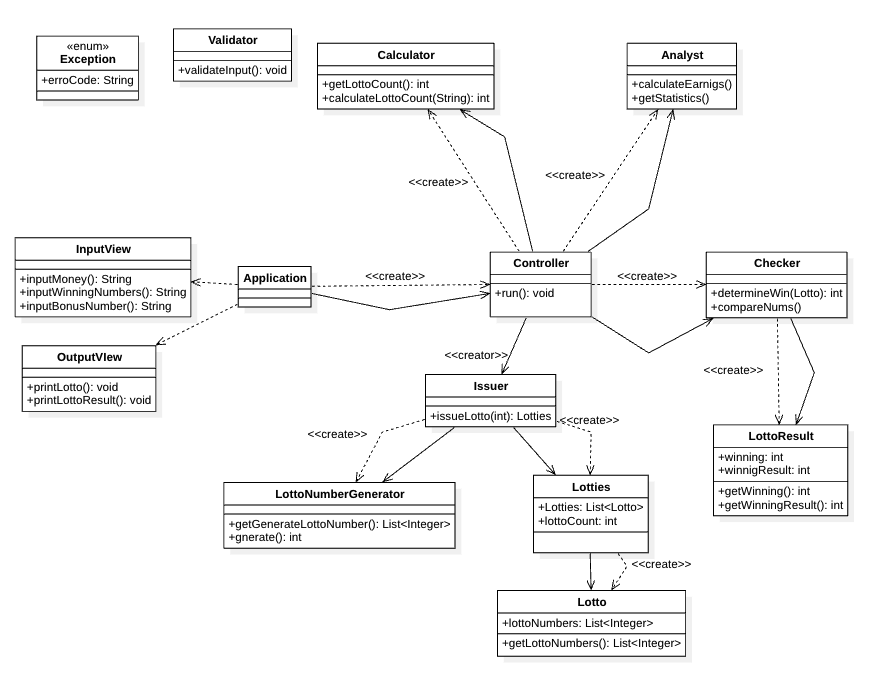 «enum»
Exception
+erroCode: String
Validator
+validateInput(): void
Calculator
+getLottoCount(): int
+calculateLottoCount(String): int
Analyst
+calculateEarnigs()
+getStatistics()
<<create>>
<<create>>
InputView
+inputMoney(): String
+inputWinningNumbers(): String
+inputBonusNumber(): String
Application
<<create>>
Controller
+run(): void
<<create>>
Checker
+determineWin(Lotto): int
+compareNums()
OutputVIew
+printLotto(): void
+printLottoResult(): void
<<creator>>
Issuer
+issueLotto(int): Lotties
<<create>>
<<create>>
<<create>>
LottoResult
+winning: int
+winnigResult: int
+getWinning(): int
+getWinningResult(): int
LottoNumberGenerator
+getGenerateLottoNumber(): List<Integer>
+gnerate(): int
Lotties
+Lotties: List<Lotto>
+lottoCount: int
<<create>>
Lotto
+lottoNumbers: List<Integer>
+getLottoNumbers(): List<Integer>